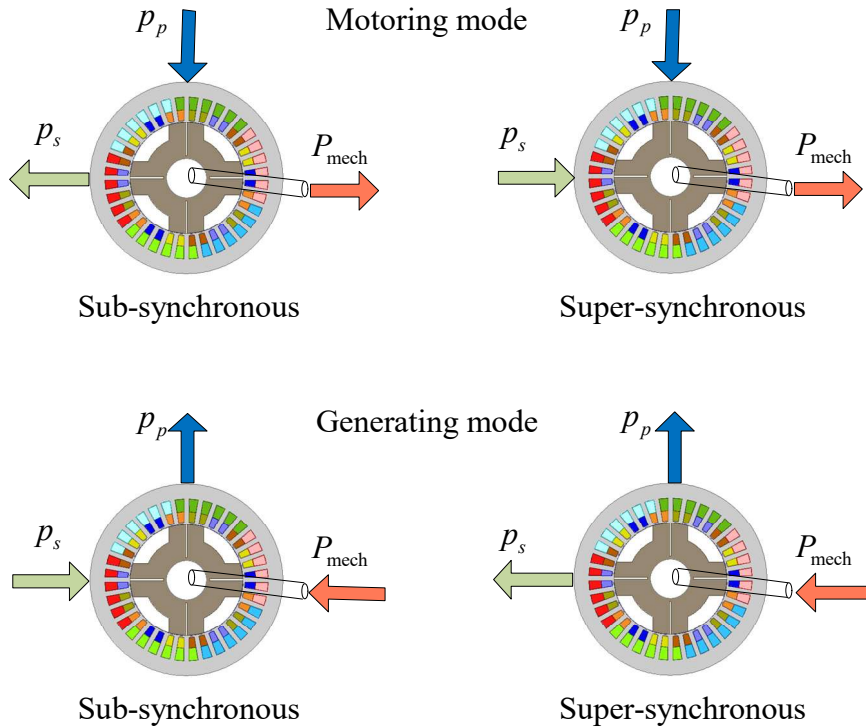 p_p Motoring mode p_p
p_s P_mech p_s P_mech
Sub-synchronous Super-synchronous
p_p Generating mode p_p
p_s P_mech p_s P_mech
Sub-synchronous Super-synchronous